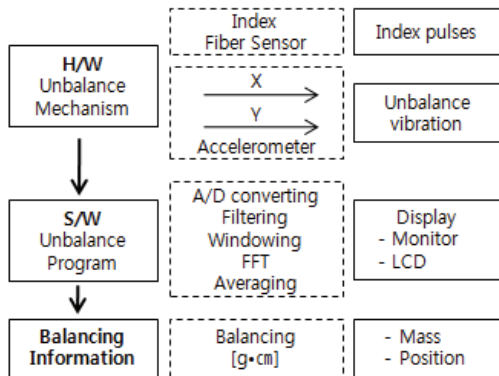 H/W
Unbalance
Mechanism
Index
Fiber Sensor
Index pulses
X
Y
Accelerometer
Unbalance
vibration
S/W
Unbalance
Program
A/D converting
Filtering
Windowing
FFT
Averaging
Display
- Monitor
- LCD
Balancing
Information
Balancing
[g•cm]
- Mass
- Position